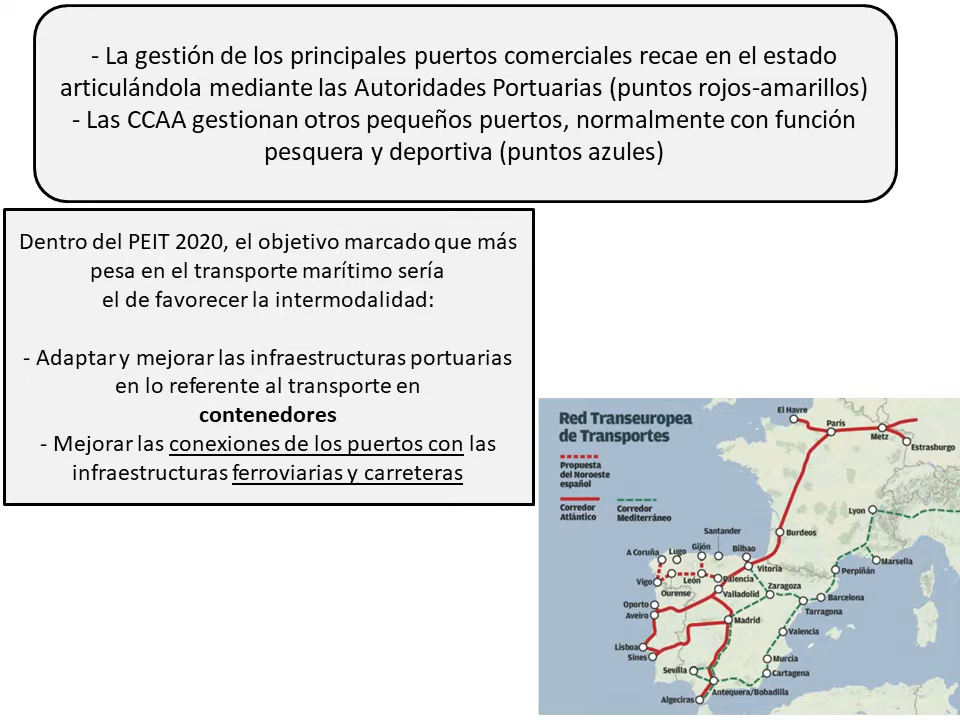 - La gestión de los principales puertos comerciales recae en el estado
articulándola mediante las Autoridades Portuarias (puntos rojos-amarillos)
- Las CCAA gestionan otros pequeños puertos, normalmente con función
pesquera y deportiva (puntos azules)
Dentro del PEIT 2020, el objetivo marcado que más
pesa en el transporte marítimo sería
el de favorecer la intermodalidad:
- Adaptar y mejorar las infraestructuras portuarias
en lo referente al transporte en
contenedores
- Mejorar las conexiones de los puertos con las
infraestructuras ferroviarias y carreteras
Red Transeuropea
de Transportes
Propuesta
del Noroeste
español
Corredor
Atlántico
Corredor
Mediterráneo
El Havre
París
Metz
Estrasburgo
Lyon
Burdeos
Marsella
Perpiñán
Santander
A Coruña
Lugo
Gijón
Bilbao
Vitoria
Vigo
Ourense
León
Palencia
Valladolid
Zaragoza
Barcelona
Tarragona
Oporto
Aveiro
Madrid
Valencia
Lisboa
Sines
Sevilla
Murcia
Cartagena
Antequera/Bobadilla
Algeciras